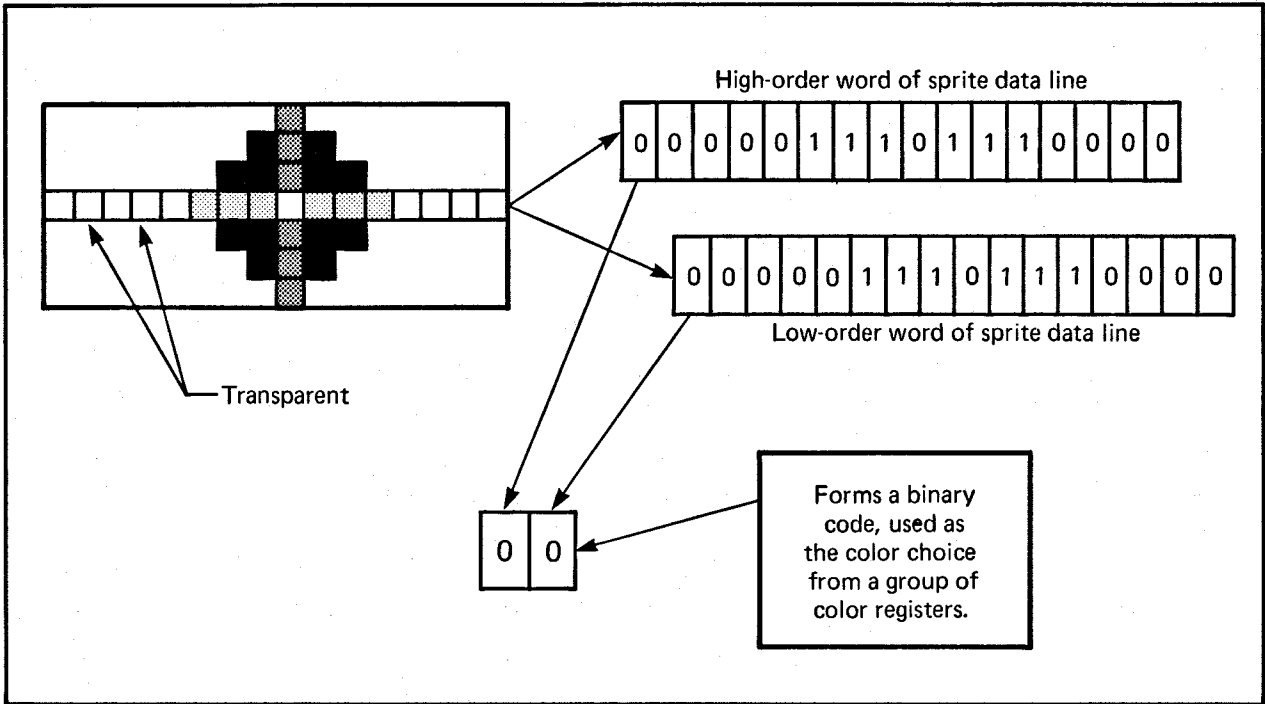 High-order word of sprite data line
0 0 0 0 0 1 1 1 0 1 1 1 0 0 0 0
0 0 0 0 0 1 1 1 0 1 1 1 0 0 0 0
Low-order word of sprite data line
Transparent
0 0
Forms a binary
code, used as
the color choice
from a group of
color registers.